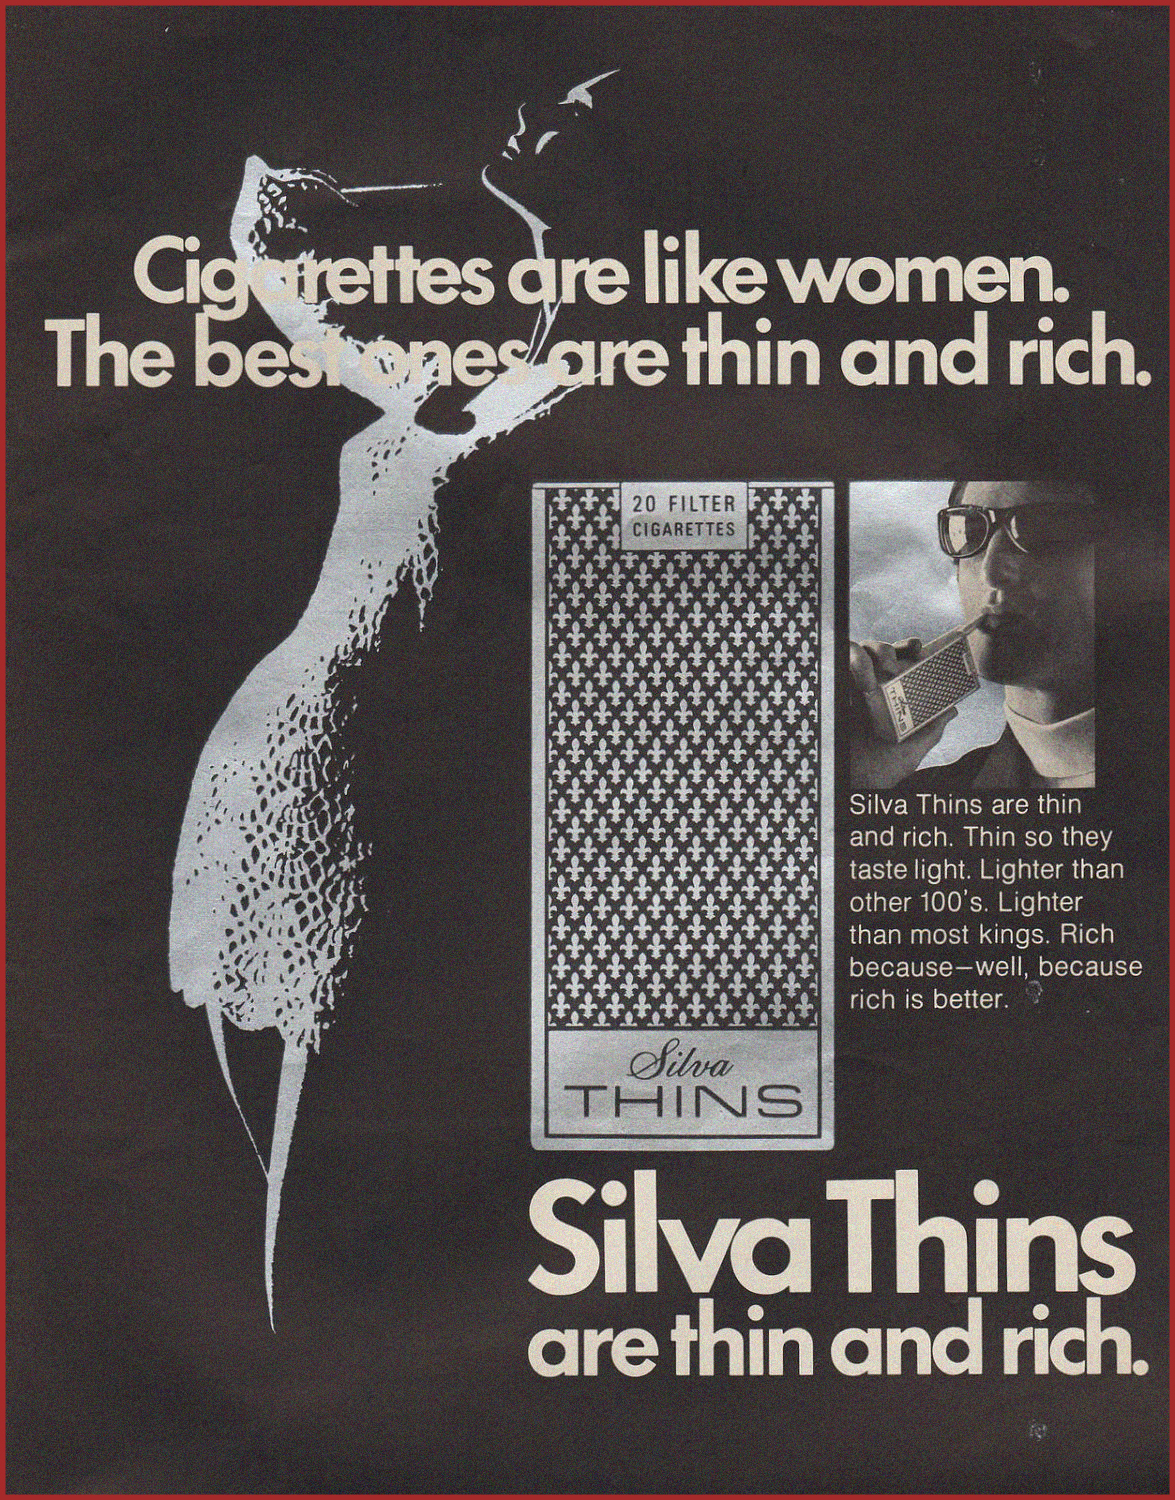 Cigarettes are like women.
The best ones are thin and rich.
20 FILTER
CIGARETTES
Silva
THINS
Silva
THINS
Silva Thins are thin
and rich. Thin so they
taste light. Lighter than
other 100's. Lighter
than most kings. Rich
because—well, because
rich is better.
Silva Thins
are thin and rich.